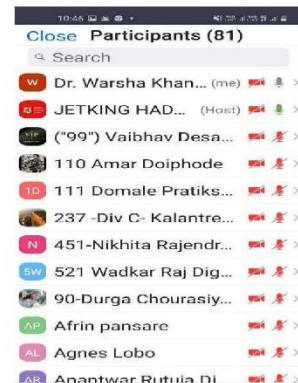 10:46
Close Participants (81)
Search
W Dr. Warsha Khan... (me)
JETKING HAD... (Host)
("99") Vaibhav Desa...
110 Amar Doiphode
1D 111 Domale Pratiks...
237 -Div C- Kalantre...
N 451-Nikhita Rajendr...
5W 521 Wadkar Raj Dig...
90-Durga Chourasiy...
AP Afrin pansare
AL Agnes Lobo
AR Anantwar Rutuja Di